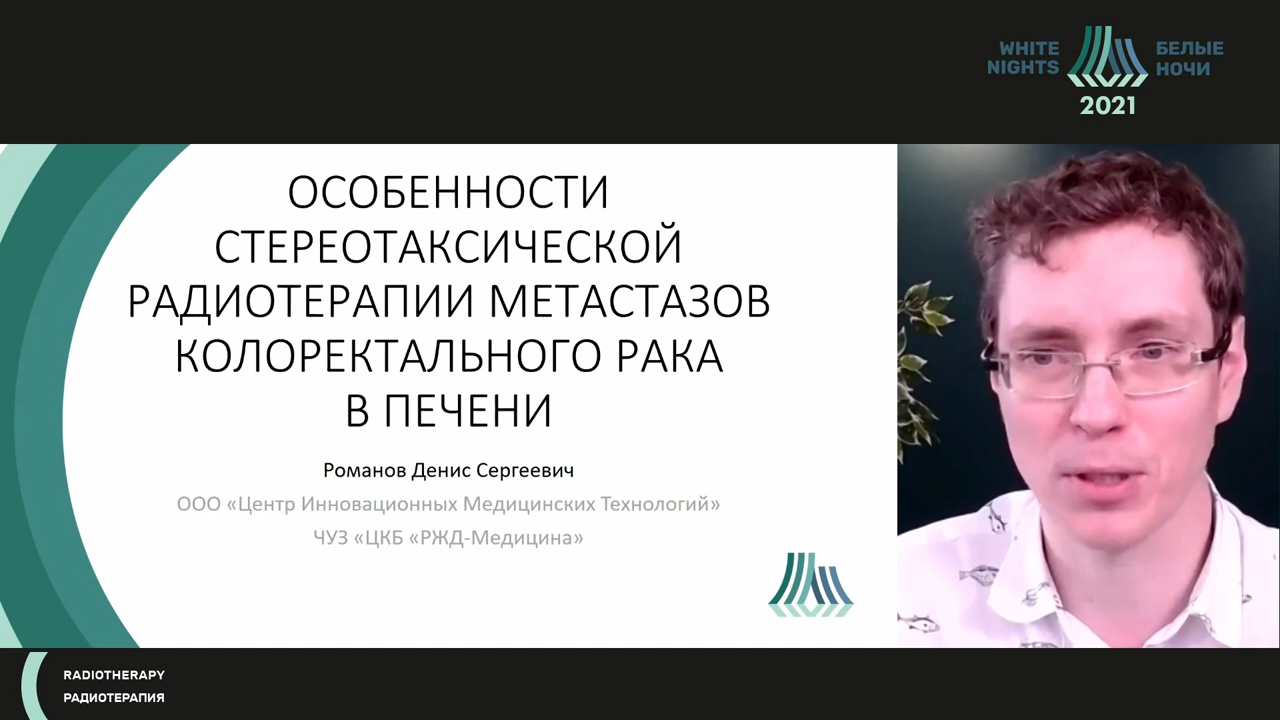 WHITE
NIGHTS
БЕЛЫЕ
НОЧИ
2021
ОСОБЕННОСТИ
СТЕРЕОТАКСИЧЕСКОЙ
РАДИОТЕРАПИИ МЕТАСТАЗОВ
КОЛОРЕКТАЛЬНОГО РАКА
В ПЕЧЕНИ
Романов Денис Сергеевич
ООО «Центр Инновационных Медицинских Технологий»
ЧУЗ «ЦКБ «РЖД-Медицина»
RADIOTHERAPY
РАДИОТЕРАПИЯ